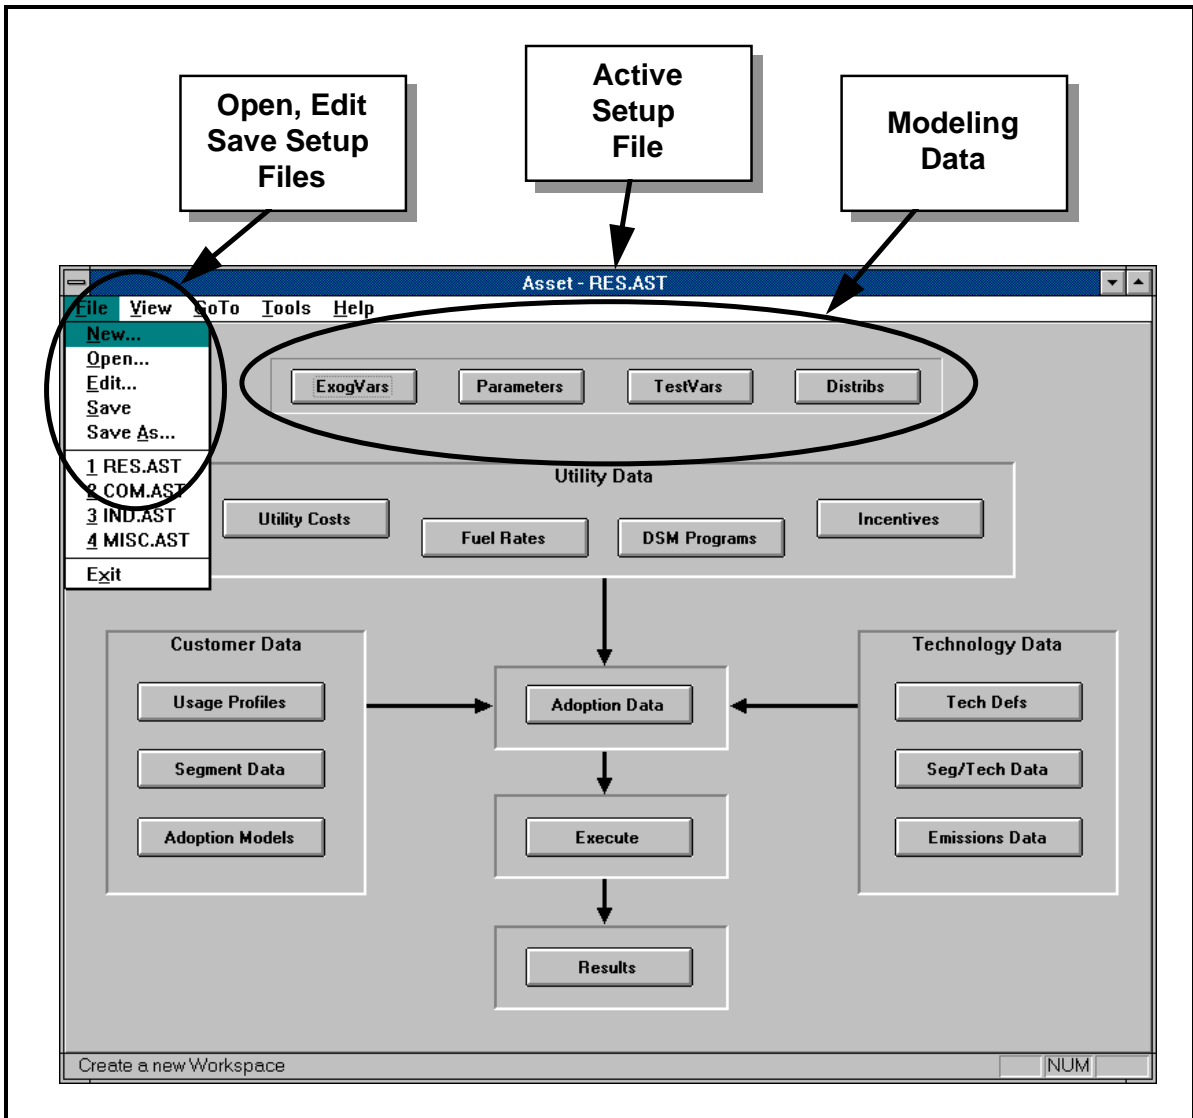 Open, Edit
Save Setup
Files
Active
Setup
File
Modeling
Data
Asset - RES.AST
File View GoTo Tools Help
New...
Open...
Edit...
Save
Save As...
1 RES.AST
2 COM.AST
3 IND.AST
4 MISC.AST
Exit
ExogVars Parameters TestVars Distribs
Utility Data
Utility Costs Fuel Rates DSM Programs Incentives
Customer Data
Usage Profiles
Segment Data
Adoption Models
Adoption Data
Execute
Results
Technology Data
Tech Defs
Seg/Tech Data
Emissions Data
Create a new Workspace NUM